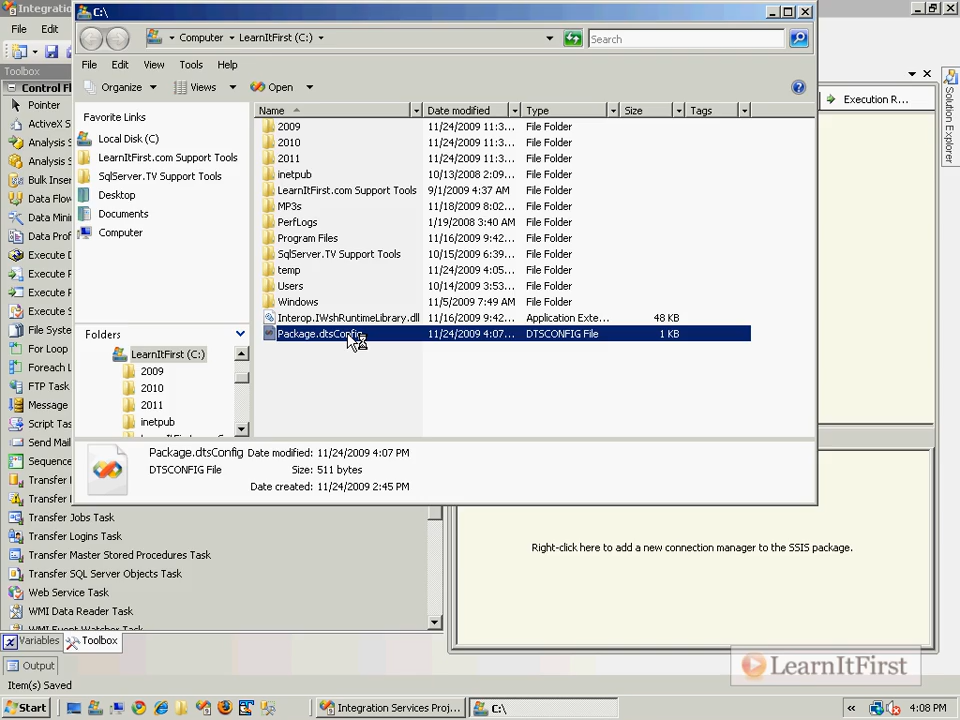 Integration
C:\
Computer
LearnItFirst (C:)
Search
File Edit
File Edit View Tools Help
Organize Views Open
Toolbox
Control Fl
Pointer
ActiveX S
Analysis S
Analysis S
Bulk Inser
Data Flov
Data Mini
Data Prof
Execute D
Execute P
Execute P
Execute S
File Syste
For Loop
Foreach L
FTP Task
Message
Script Tas
Send Mail
Sequence
Transfer
Transfer
Transfer Jobs Task
Transfer Logins Task
Transfer Master Stored Procedures Task
Transfer SQL Server Objects Task
Web Service Task
WMI Data Reader Task
WMI Event Watcher Task
Favorite Links
Local Disk (C)
LearnItFirst.com Support Tools
SqlServer.TV Support Tools
Desktop
Documents
Computer
Folders
LearnItFirst (C:)
2009
2010
2011
inetpub
Name Date modified Type Size Tags
2009 11/24/2009 11:3... File Folder
2010 11/24/2009 11:3... File Folder
2011 11/24/2009 11:3... File Folder
inetpub 10/13/2008 2:09... File Folder
LearnItFirst.com Support Tools 9/1/2009 4:37 AM File Folder
MP3s 11/18/2009 8:02... File Folder
PerfLogs 1/19/2008 3:40 AM File Folder
Program Files 11/16/2009 9:42... File Folder
SqlServer.TV Support Tools 10/15/2009 6:39... File Folder
temp 11/24/2009 4:05... File Folder
Users 10/14/2009 3:53... File Folder
Windows 11/5/2009 7:49 AM File Folder
Interop.IWshRuntimeLibrary.dll 11/16/2009 9:42... Application Exte... 48 KB
Package.dtsConfig 11/24/2009 4:07... DTSCONFIG File 1 KB
Package.dtsConfig Date modified: 11/24/2009 4:07 PM
DTSCONFIG File Size: 511 bytes
Date created: 11/24/2009 2:45 PM
Execution R...
Solution Explorer
Right-click here to add a new connection manager to the SSIS package.
Variables Toolbox
Output
Item(s) Saved
LearnItFirst
Start
Integration Services Proj...
C:\
4:08 PM